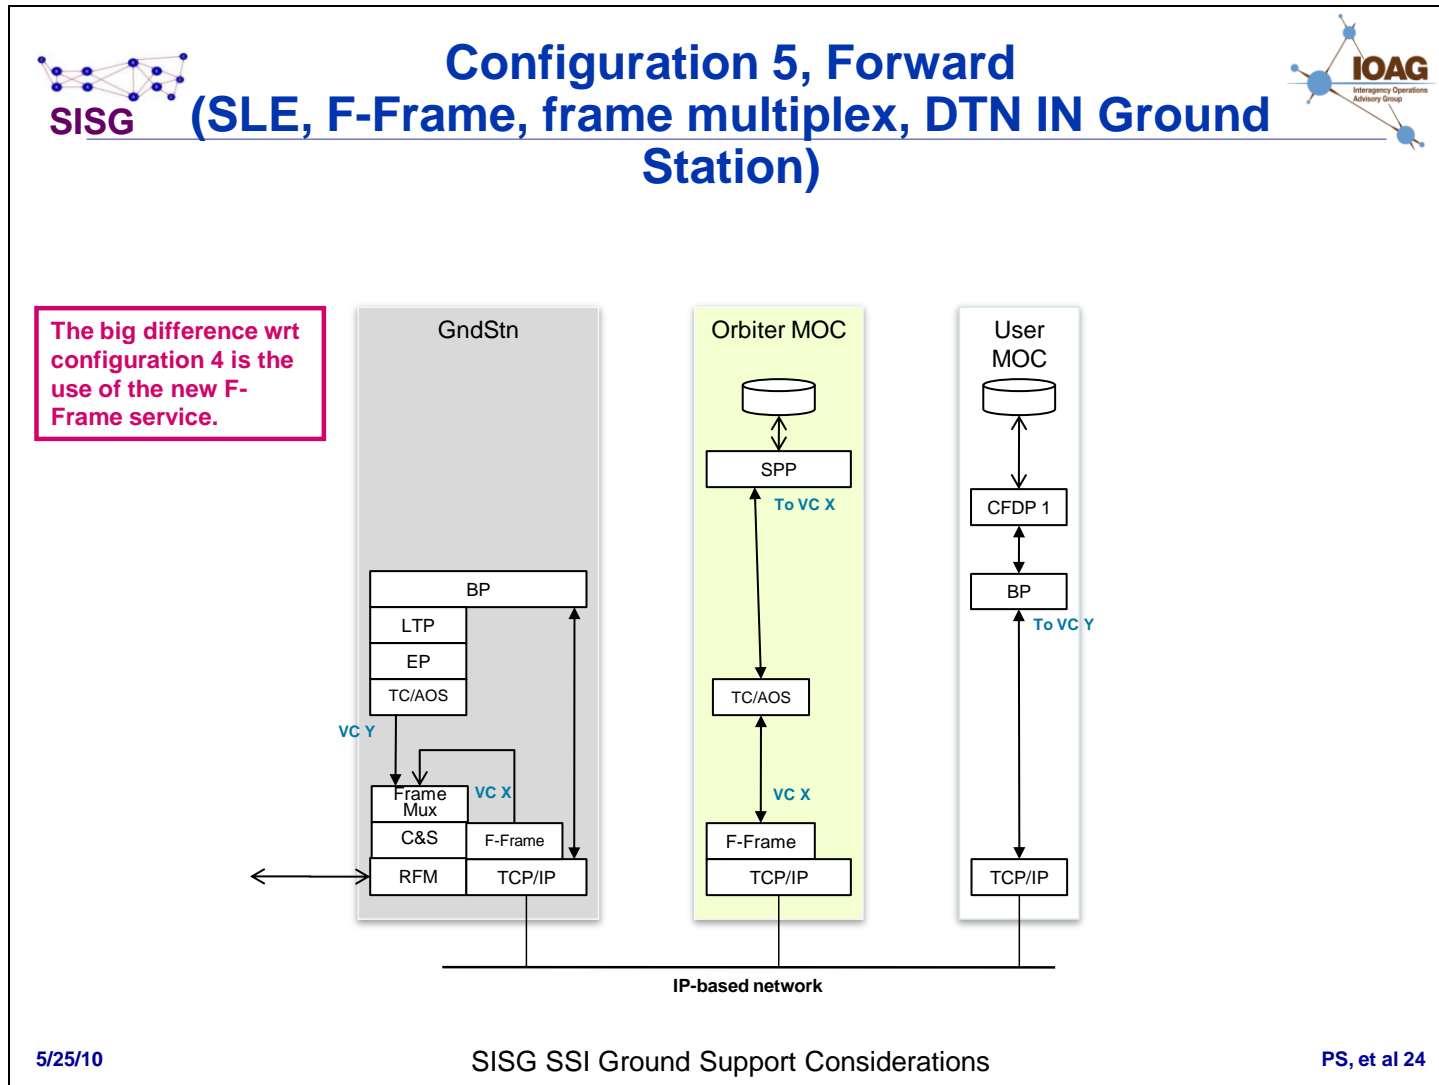 Configuration 5, Forward
(SLE, F-Frame, frame multiplex, DTN IN Ground
Station)
SISG
IOAG
Interagency Operations
Advisory Group
The big difference wrt
configuration 4 is the
use of the new F-
Frame service.
GndStn
BP
LTP
EP
TC/AOS
VC Y
Frame
Mux
VC X
C&S
F-Frame
RFM
TCP/IP
Orbiter MOC
SPP
To VC X
TC/AOS
VC X
F-Frame
TCP/IP
User
MOC
CFDP 1
BP
To VC Y
TCP/IP
IP-based network
5/25/10
SISG SSI Ground Support Considerations
PS, et al 24